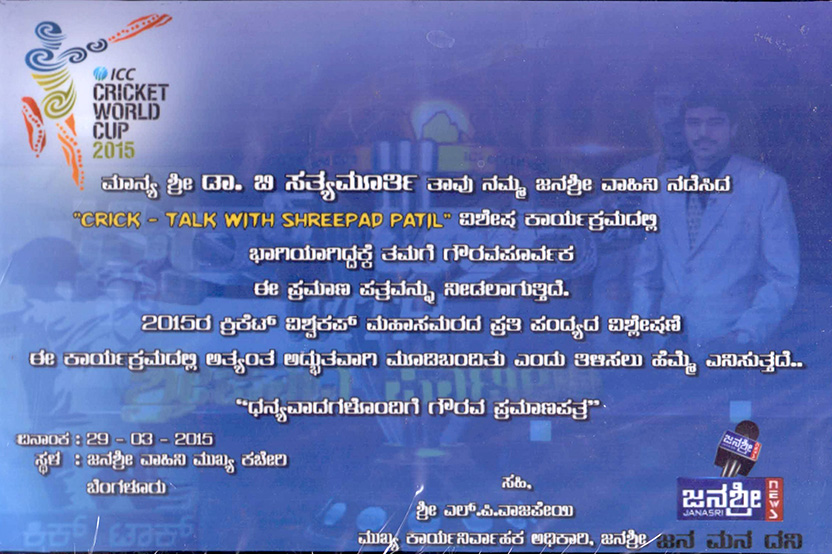 ICC
CRICKET
WORLD
CUP
2015
ಮಾನ್ಯ ಶ್ರೀ ಡಾ. ಬಿ ಸತ್ಯಮೂರ್ತಿ ತಾವು ನಮ್ಮ ಜನಶ್ರೀ ವಾಹಿನಿ ನಡೆಸಿದ
"CRICK - TALK WITH SHREEPAD PATIL" ವಿಶೇಷ ಕಾರ್ಯಕ್ರಮದಲ್ಲಿ
ಭಾಗಿಯಾಗಿದ್ದಕ್ಕೆ ತಮಗೆ ಗೌರವಪೂರ್ವಕ
ಈ ಪ್ರಮಾಣ ಪತ್ರವನ್ನು ನೀಡಲಾಗುತ್ತಿದೆ.
2015ರ ಕ್ರಿಕೆಟ್ ವಿಶ್ವಕಪ್ ಮಹಾಸಮರದ ಪ್ರತಿ ಪಂದ್ಯದ ವಿಶ್ಲೇಷಣೆ
ಈ ಕಾರ್ಯಕ್ರಮದಲ್ಲಿ ಅತ್ಯಂತ ಅದ್ಭುತವಾಗಿ ಮೂಡಿಬಂದಿತು ಎಂದು ತಿಳಿಸಲು ಹೆಮ್ಮೆ ಎನಿಸುತ್ತದೆ..
"ಧನ್ಯವಾದಗಳೊಂದಿಗೆ ಗೌರವ ಪ್ರಮಾಣಪತ್ರ"
ದಿನಾಂಕ : 29 - 03 - 2015
ಸ್ಥಳ : ಜನಶ್ರೀ ವಾಹಿನಿ ಮುಖ್ಯ ಕಚೇರಿ
ಬೆಂಗಳೂರು
ಸಹಿ,
ಶ್ರೀ ಎಲ್.ಪಿ.ವಾಜಪೇಯಿ
ಮುಖ್ಯ ಕಾರ್ಯನಿರ್ವಾಹಕ ಅಧಿಕಾರಿ, ಜನಶ್ರೀ
ಜನಶ್ರೀ
ಜನಶ್ರೀ
JANASRI
NEWS
ಜನ ಮನ ದನಿ
ಕ್ರಿಕ್ ಟಾಕ್